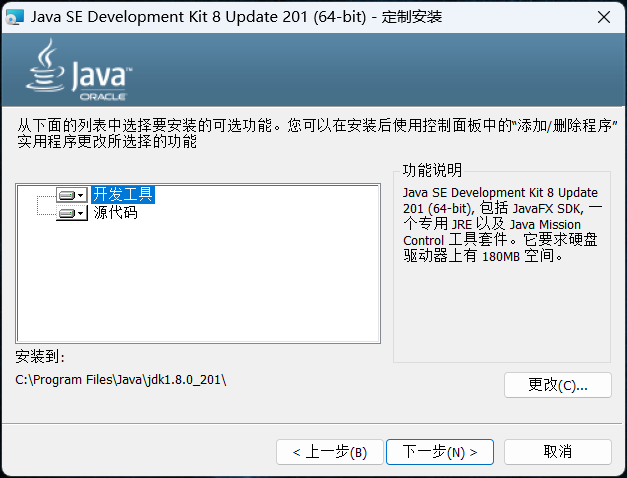 Java SE Development Kit 8 Update 201 (64-bit) - 定制安装
Java™
ORACLE
从下面的列表中选择要安装的可选功能。您可以在安装后使用控制面板中的“添加/删除程序”
实用程序更改所选择的功能
开发工具
源代码
功能说明
Java SE Development Kit 8 Update
201 (64-bit), 包括 JavaFX SDK, 一
个专用 JRE 以及 Java Mission
Control 工具套件。它要求硬盘
驱动器上有 180MB 空间。
安装到:
C:\Program Files\Java\jdk1.8.0_201\
更改(C)...
< 上一步(B)
下一步(N) >
取消